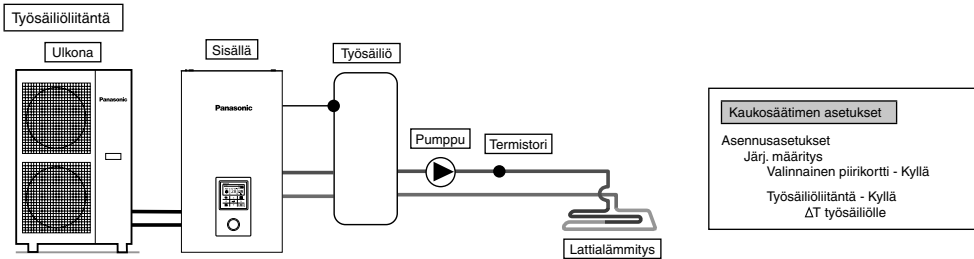 Työsäiliöliitäntä
Ulkona
Sisällä
Työsäiliö
Panasonic
Panasonic
Pumppu
Termistori
Lattialämmitys
Kaukosäätimen asetukset
Asennusasetukset
Järj. määritys
Valinnainen piirikortti - Kyllä
Työsäiliöliitäntä - Kyllä
ΔT työsäiliölle